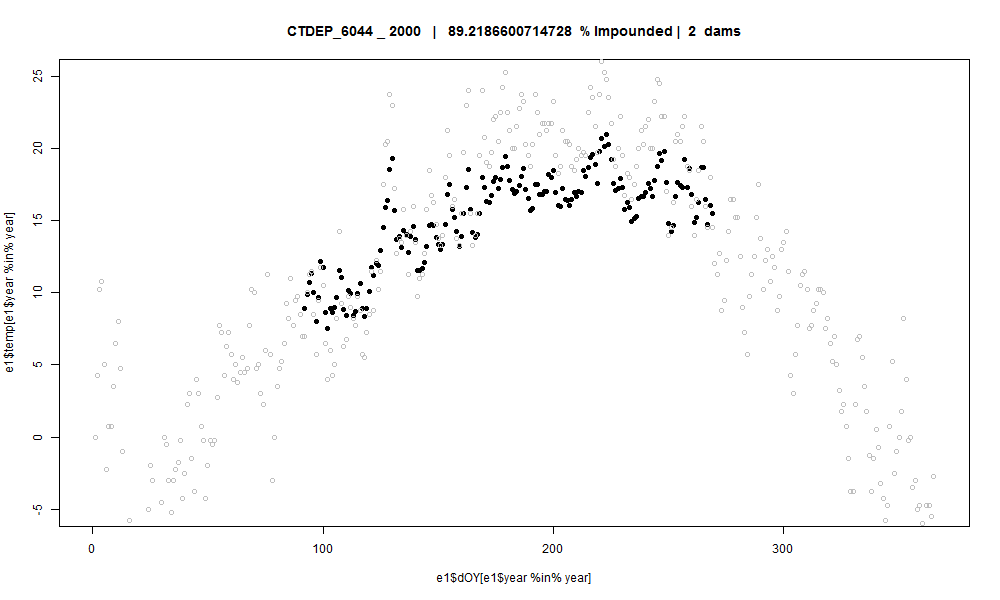 CTDEP_6044 _ 2000 | 89.2186600714728 % Impounded | 2 dams
e1$temp[e1$year %in% year]
25
20
15
10
5
0
-5
0 100 200 300
e1$dOY[e1$year %in% year]